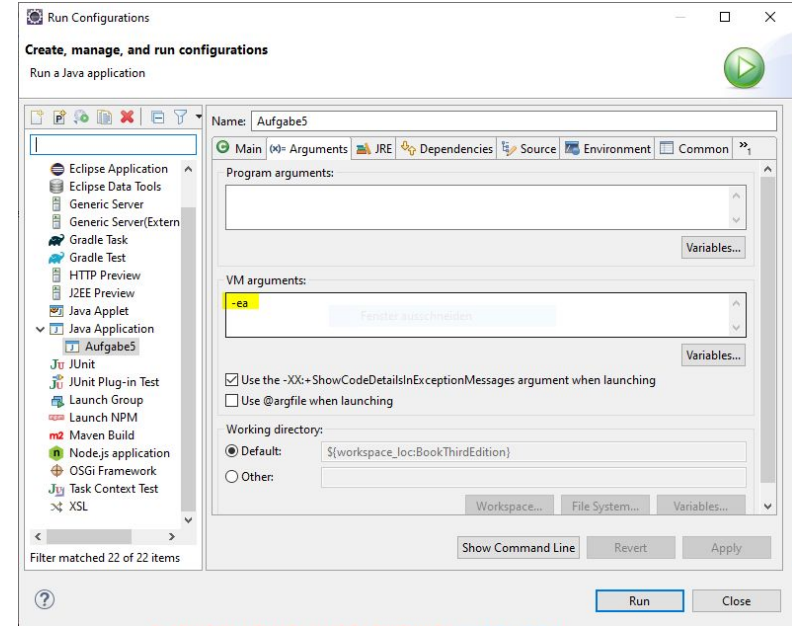 Run Configurations
Create, manage, and run configurations
Run a Java application
Eclipse Application
Eclipse Data Tools
Generic Server
Generic Server(Extern
Gradle Task
Gradle Test
HTTP Preview
J2EE Preview
Java Applet
Java Application
Aufgabe5
JUnit
JUnit Plug-in Test
Launch Group
Launch NPM
Maven Build
Node.js application
OSGi Framework
Task Context Test
XSL
Filter matched 22 of 22 items
Name: Aufgabe5
Main (x)= Arguments JRE Dependencies Source Environment Common »1
Program arguments:
Variables...
VM arguments:
-ea
Fenster ausschneiden
Variables...
Use the -XX:+ShowCodeDetailsInExceptionMessages argument when launching
Use @argfile when launching
Working directory:
Default: ${workspace_loc:BookThirdEdition}
Other:
Workspace... File System... Variables...
Show Command Line Revert Apply
Run Close